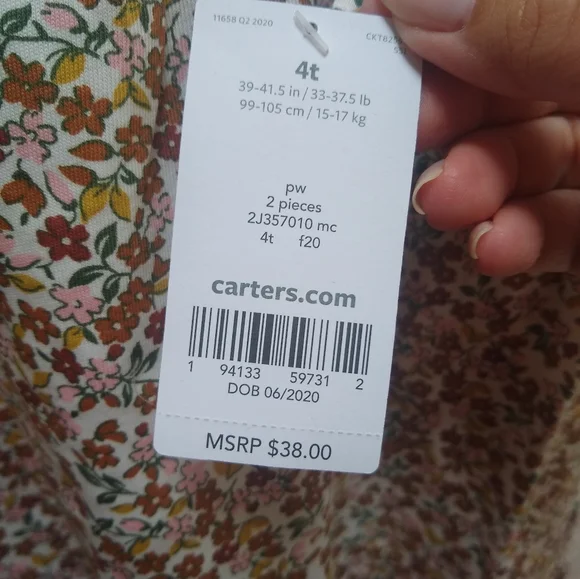 11658 Q2 2020
4t
39-41.5 in / 33-37.5 lb
99-105 cm / 15-17 kg
pw
2 pieces
2J357010 mc
4t f20
carters.com
1 94133 59731 2
DOB 06/2020
MSRP $38.00